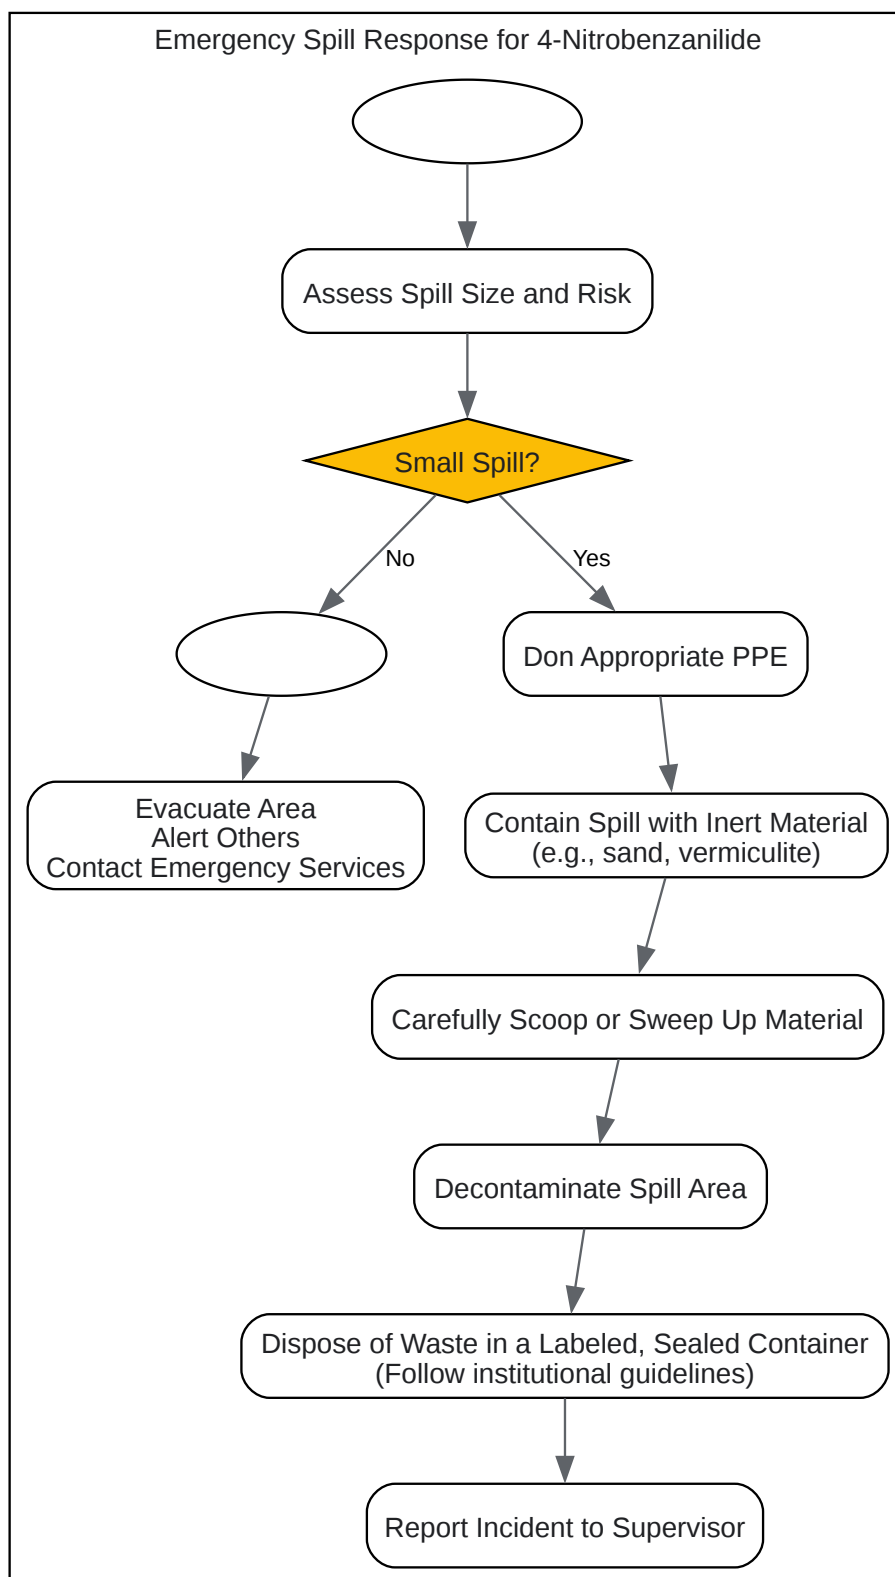 Emergency Spill Response for 4-Nitrobenzanilide
Assess Spill Size and Risk
Small Spill?
No
Yes
Don Appropriate PPE
Evacuate Area
Alert Others
Contact Emergency Services
Contain Spill with Inert Material
(e.g., sand, vermiculite)
Carefully Scoop or Sweep Up Material
Decontaminate Spill Area
Dispose of Waste in a Labeled, Sealed Container
(Follow institutional guidelines)
Report Incident to Supervisor